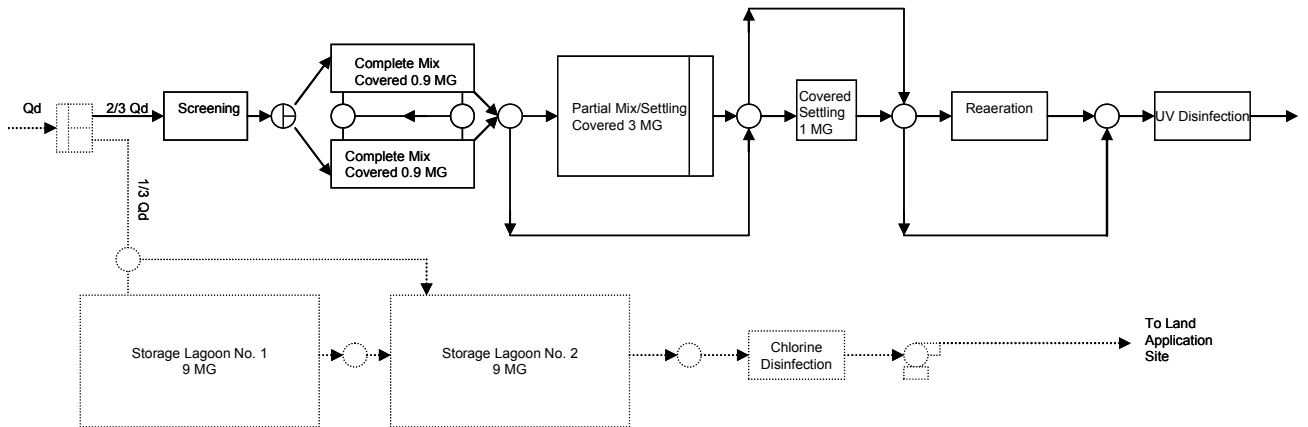 Qd
2/3 Qd
Screening
Complete Mix
Covered 0.9 MG
Complete Mix
Covered 0.9 MG
Partial Mix/Settling
Covered 3 MG
Covered
Settling
1 MG
Reaeration
UV Disinfection
1/3 Qd
Storage Lagoon No. 1
9 MG
Storage Lagoon No. 2
9 MG
Chlorine
Disinfection
To Land
Application
Site